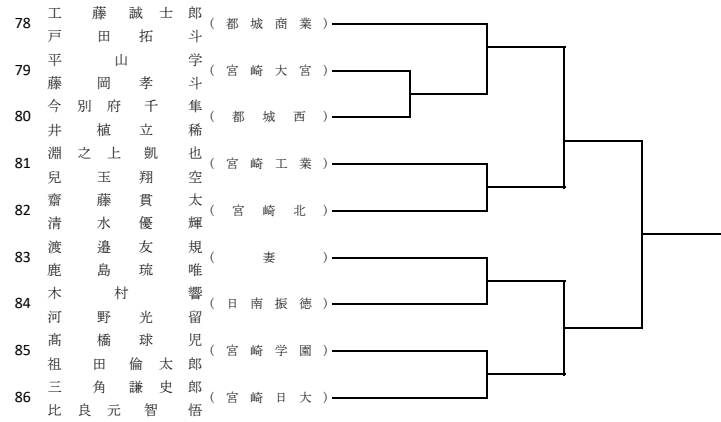 工藤誠士郎
78 (都城商業)
戸田拓斗
平山学
79 (宮崎大宮)
藤岡孝斗
今別府千隼
80 (都城西)
井植立稀
淵之上凱也
81 (宮崎工業)
兒玉翔空
齋藤貫太
82 (宮崎北)
清水優輝
渡邉友規
83 (妻)
鹿島琉唯
木村響
84 (日南振徳)
河野光留
髙橋球児
85 (宮崎学園)
祖田倫太郎
三角謙史郎
86 (宮崎日大)
比良元智悟